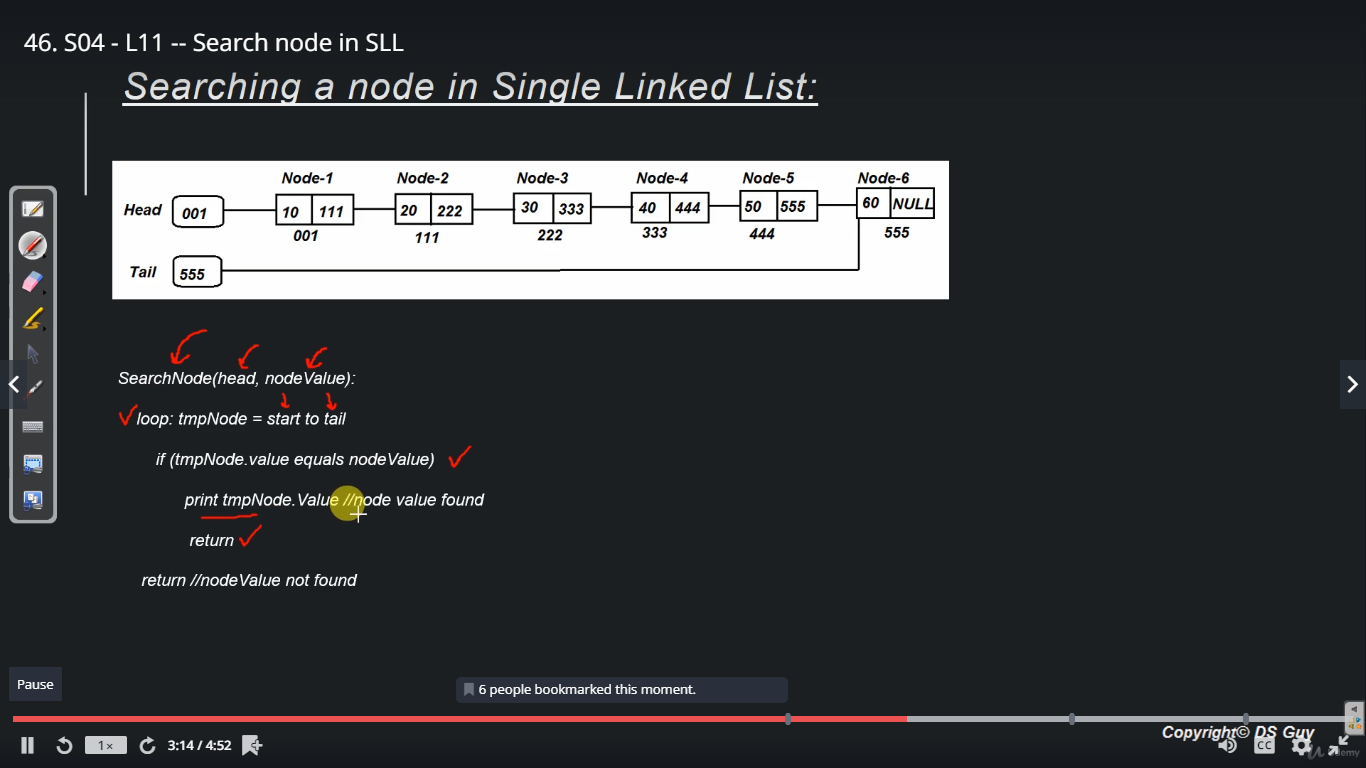 46. S04 - L11 -- Search node in SLL
Searching a node in Single Linked List:
Node-1 Node-2 Node-3 Node-4 Node-5 Node-6
Head 001 10 111 20 222 30 333 40 444 50 555 60 NULL
001 111 222 333 444 555
Tail 555
SearchNode(head, nodeValue):
loop: tmpNode = start to tail
if (tmpNode.value equals nodeValue)
print tmpNode.Value //node value found
return
return //nodeValue not found
Pause
6 people bookmarked this moment.
Copyright© DS Guy
1x 3:14 / 4:52 CC